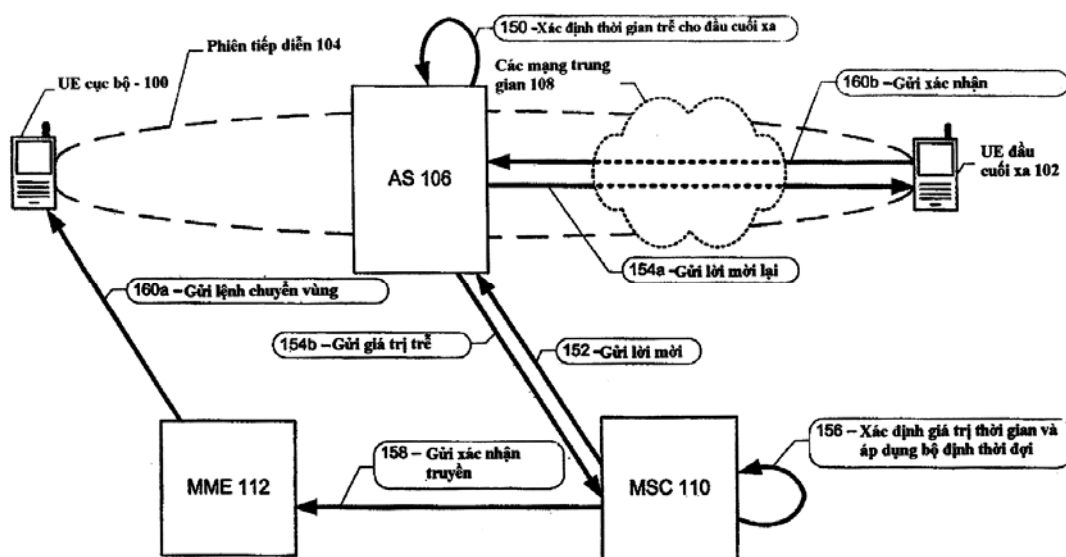 150 -Xác định thời gian trễ cho đầu cuối xa
Phiên tiếp diễn 104
UE cục bộ - 100
Các mạng trung
gian 108
160b –Gửi xác nhận
AS 106
UE đầu
cuối xa 102
154a –Gửi lời mời lại
160a – Gửi lệnh chuyển vùng
154b – Gửi giá trị trễ
152 -Gửi lời mời
158 – Gửi xác nhận
truyền
156 – Xác định giá trị thời gian và
áp dụng bộ định thời đợi
MME 112
MSC 110